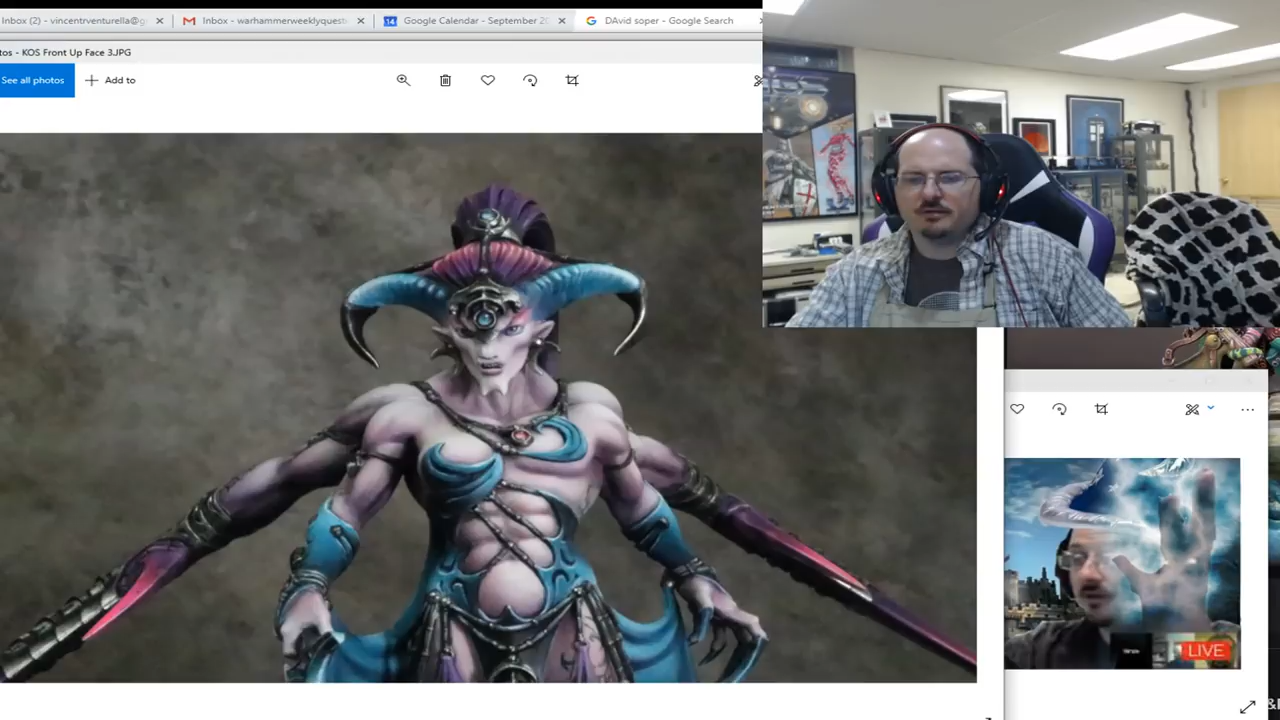 Inbox (2) - vincentrventurella@g
Inbox - warhammerweeklyquest
14
Google Calendar - September 20
DAvid soper - Google Search
tos - KOS Front Up Face 3.JPG
See all photos
Add to
LIVE